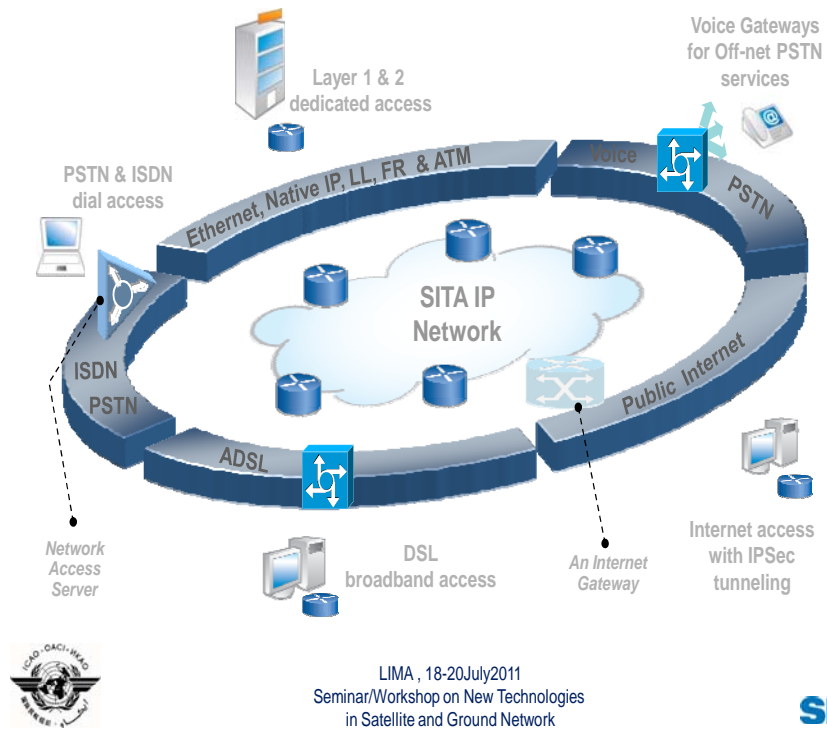 Voice Gateways
for Off-net PSTN
services
Layer 1 & 2
dedicated access
PSTN & ISDN
dial access
Ethernet, Native IP, LL, FR & ATM
Voice
PSTN
SITA IP
Network
ISDN
PSTN
Public Internet
ADSL
Network
Access
Server
DSL
broadband access
An Internet
Gateway
Internet access
with IPSec
tunneling
ICAO · OACI · ИКАО
LIMA , 18-20July2011
Seminar/Workshop on New Technologies
in Satellite and Ground Network